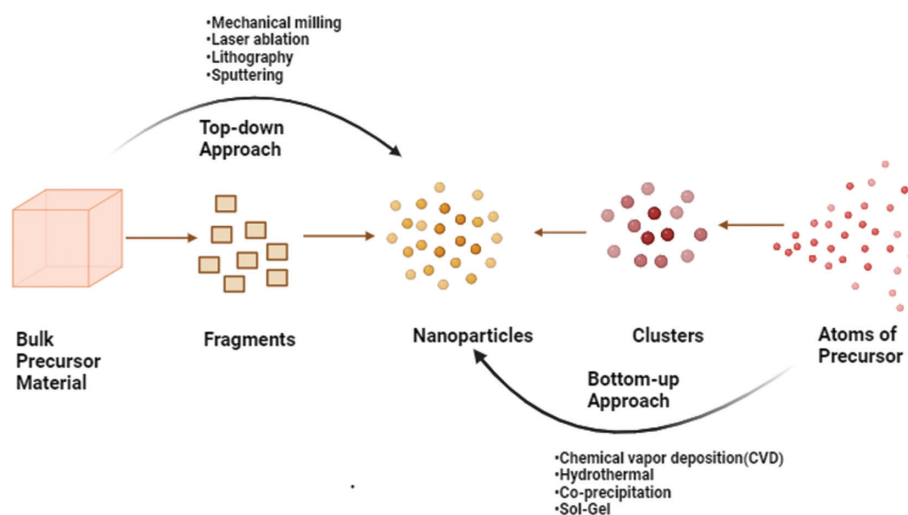 •Mechanical milling
•Laser ablation
•Lithography
•Sputtering
Top-down
Approach
Bulk
Precursor
Material
Fragments
Nanoparticles
Clusters
Atoms of
Precursor
Bottom-up
Approach
•Chemical vapor deposition(CVD)
•Hydrothermal
•Co-precipitation
•Sol-Gel